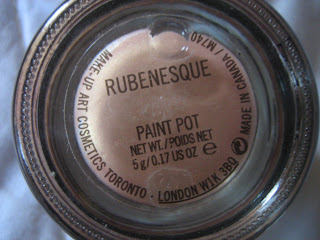 RUBENESQUE
PAINT POT
NET WT./POIDS NET
5 g/0.17 US OZ e
MAKE-UP ART COSMETICS TORONTO · LONDON W1K 3BQ
MADE IN CANADA / M740